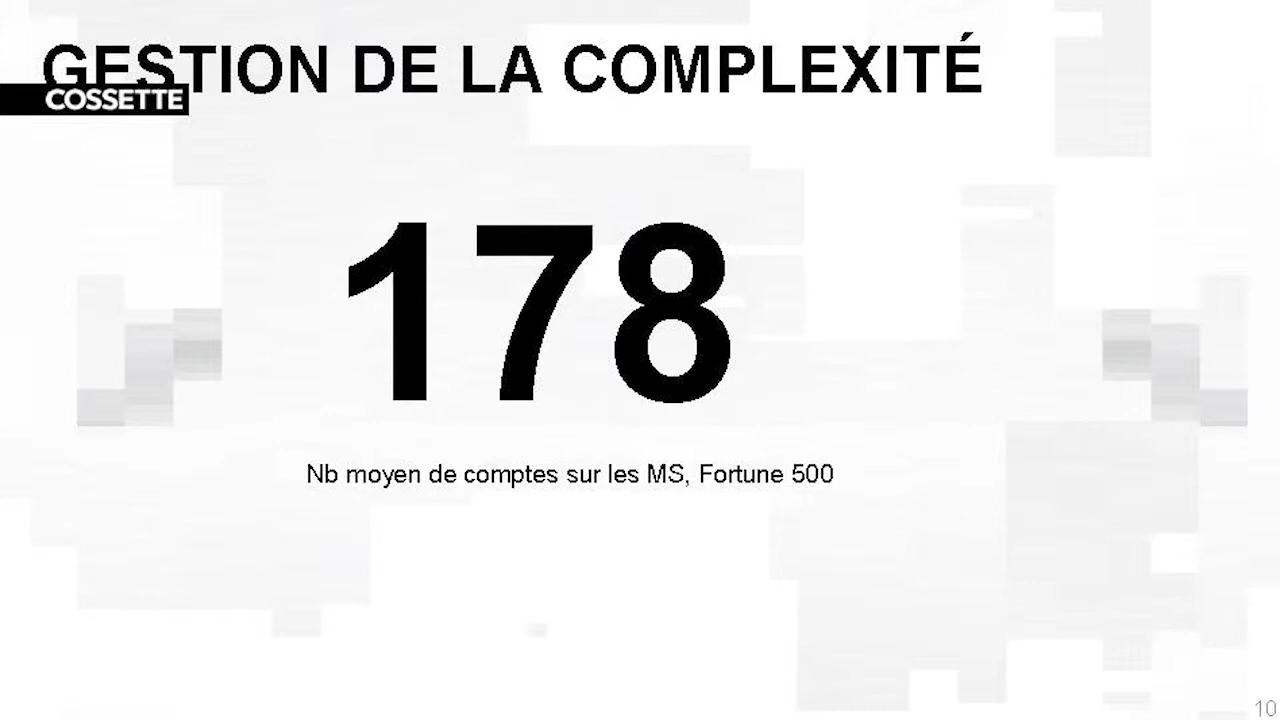 GESTION DE LA COMPLEXITÉ
COSSETTE
178
Nb moyen de comptes sur les MS, Fortune 500
10